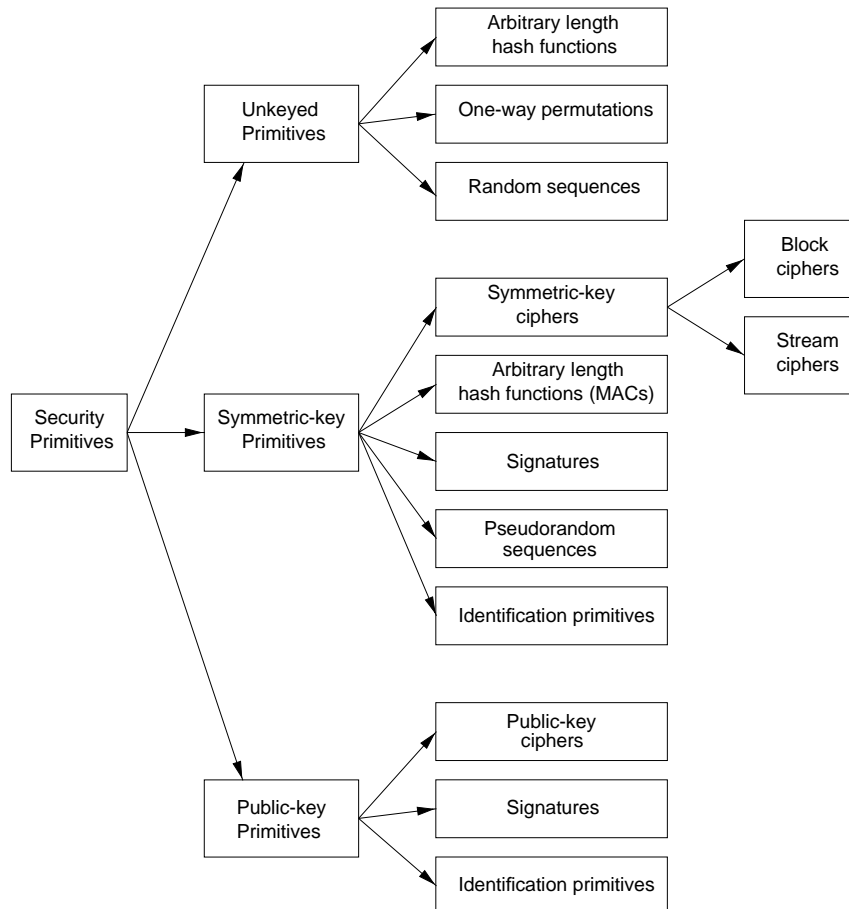 Arbitrary length
hash functions
Unkeyed
Primitives
One-way permutations
Random sequences
Block
ciphers
Symmetric-key
ciphers
Stream
ciphers
Arbitrary length
hash functions (MACs)
Security
Primitives
Symmetric-key
Primitives
Signatures
Pseudorandom
sequences
Identification primitives
Public-key
ciphers
Public-key
Primitives
Signatures
Identification primitives